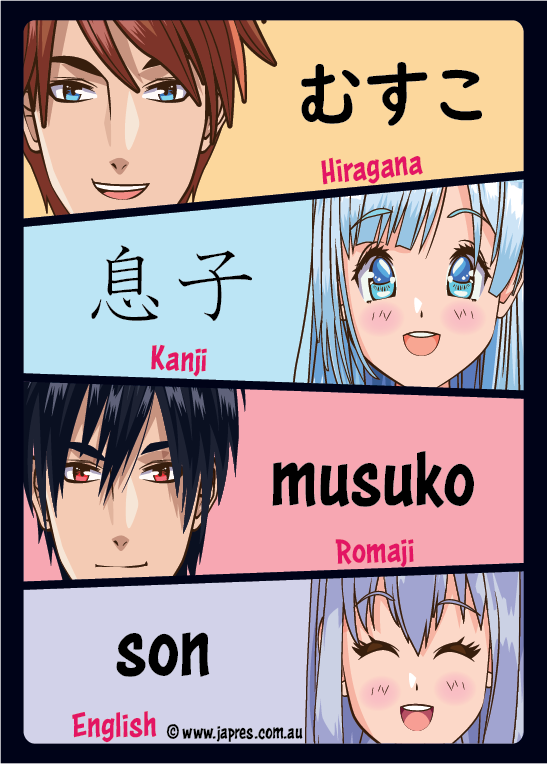 むすこ
Hiragana
息子
Kanji
musuko
Romaji
son
English © www.japres.com.au